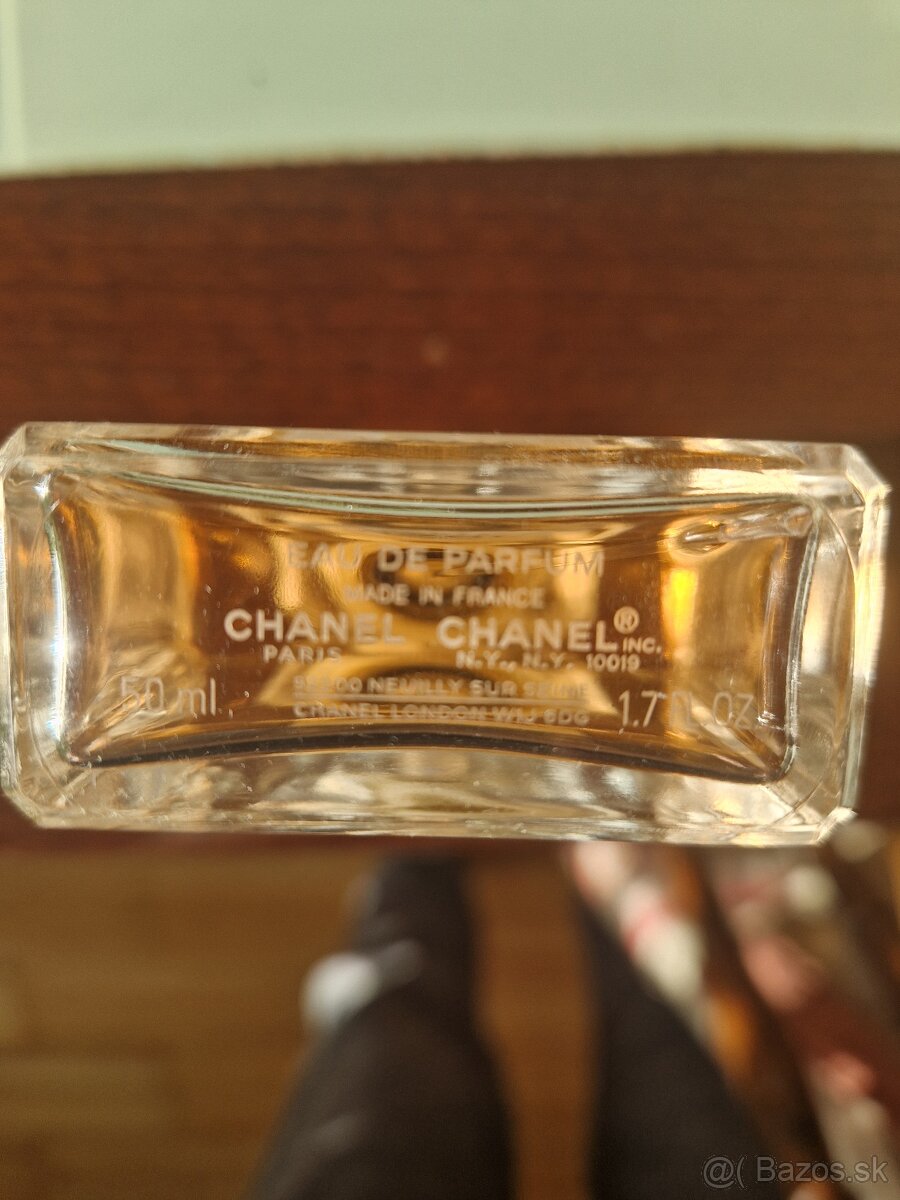 EAU DE PARFUM
MADE IN FRANCE
CHANEL CHANEL® INC.
PARIS N.Y., N.Y. 10019
50 ml 1.7 fl. oz
NEUILLY SUR SEINE
CHANEL LONDON W1J 6DG
@( Bazos.sk